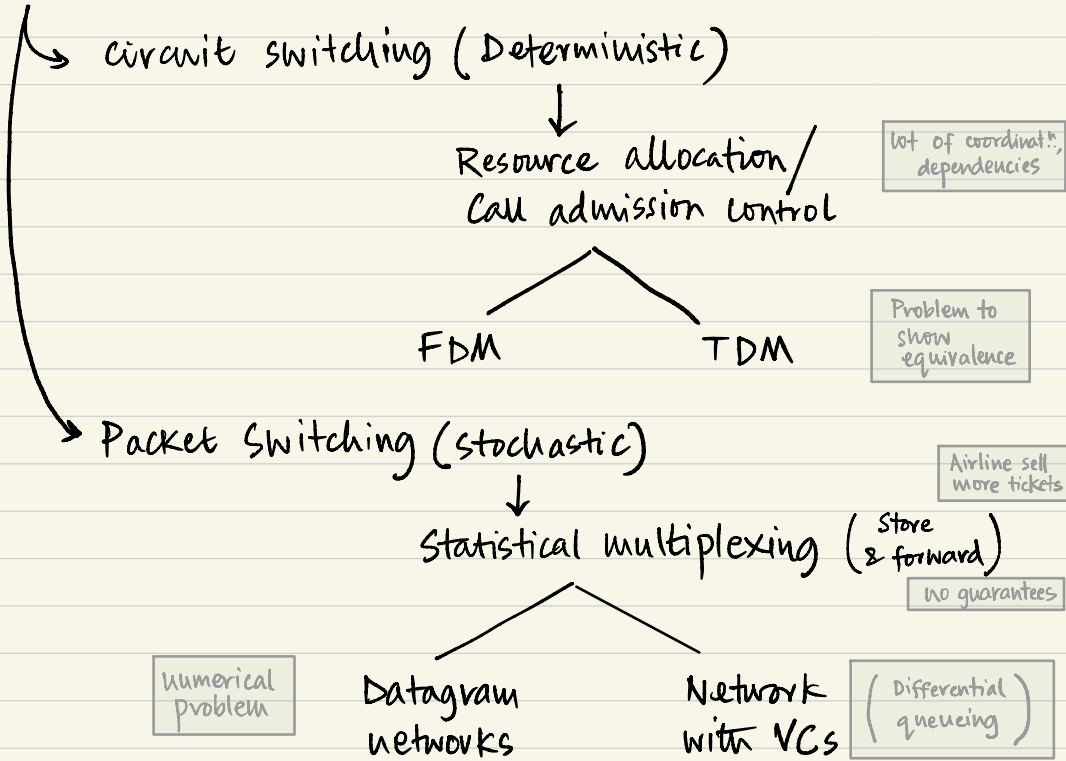 Circuit switching (Deterministic)
Resource allocation/
Call admission control
lot of coordinatⁿ.,
dependencies
FDM
TDM
Problem to
show
equivalence
Packet Switching (stochastic)
Airline sell
more tickets
Statistical multiplexing (Store
& forward)
no guarantees
numerical
problem
Datagram
networks
Network
with VCs
(Differential
queueing)